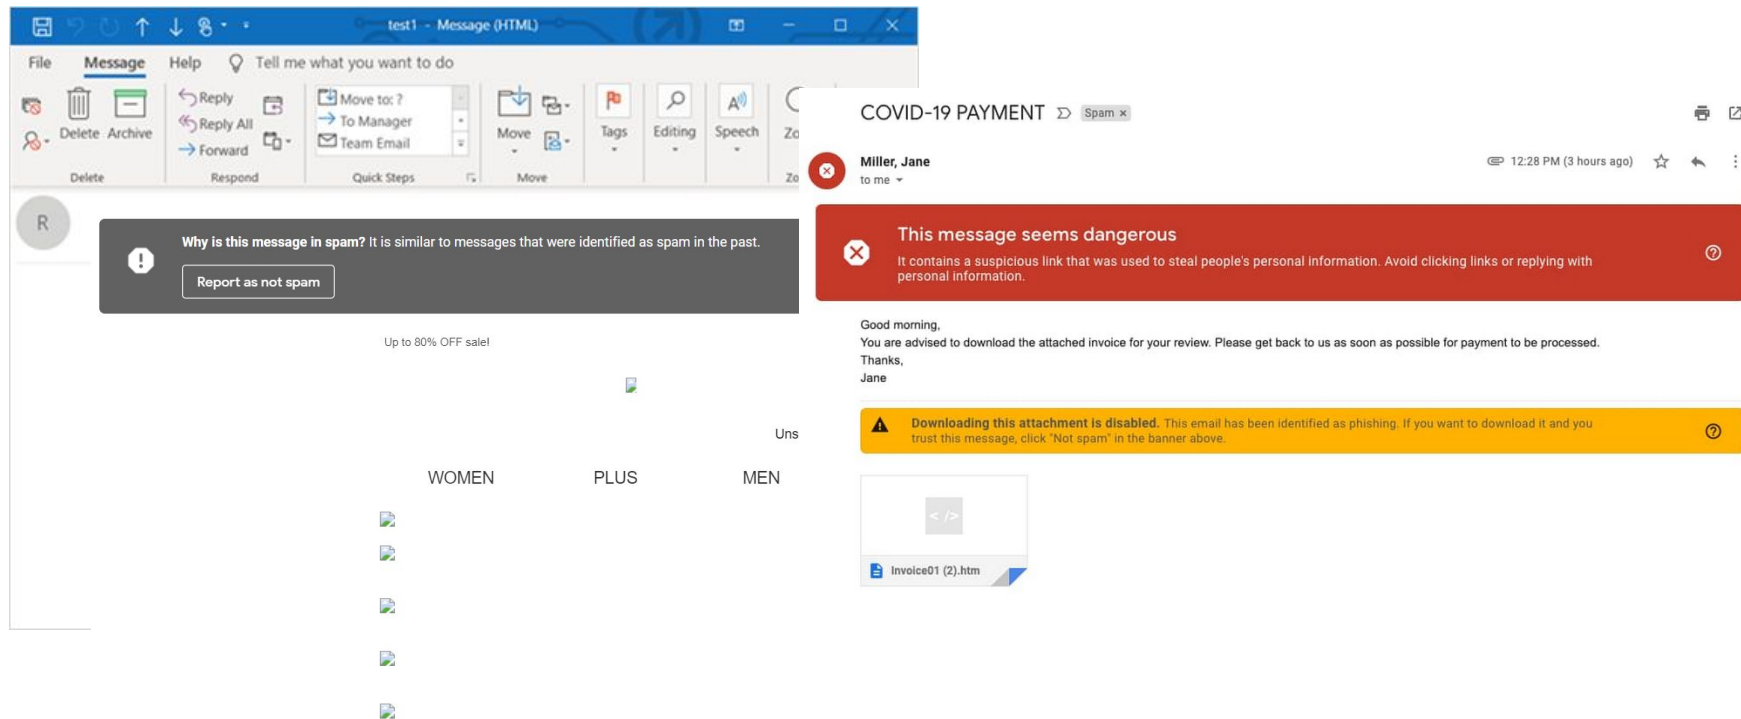 test1 - Message (HTML)
File Message Help Tell me what you want to do
Delete Archive
Reply
Reply All
Forward
Move to: ?
To Manager
Team Email
Move
Tags
Editing
Speech
Zo
Delete Respond Quick Steps Move Zo
R
Why is this message in spam? It is similar to messages that were identified as spam in the past.
Report as not spam
Up to 80% OFF sale!
Uns
WOMEN PLUS MEN
COVID-19 PAYMENT Spam ×
Miller, Jane
12:28 PM (3 hours ago)
to me
This message seems dangerous
It contains a suspicious link that was used to steal people's personal information. Avoid clicking links or replying with
personal information.
Good morning,
You are advised to download the attached invoice for your review. Please get back to us as soon as possible for payment to be processed.
Thanks,
Jane
Downloading this attachment is disabled. This email has been identified as phishing. If you want to download it and you
trust this message, click "Not spam" in the banner above.
< />
Invoice01 (2).htm